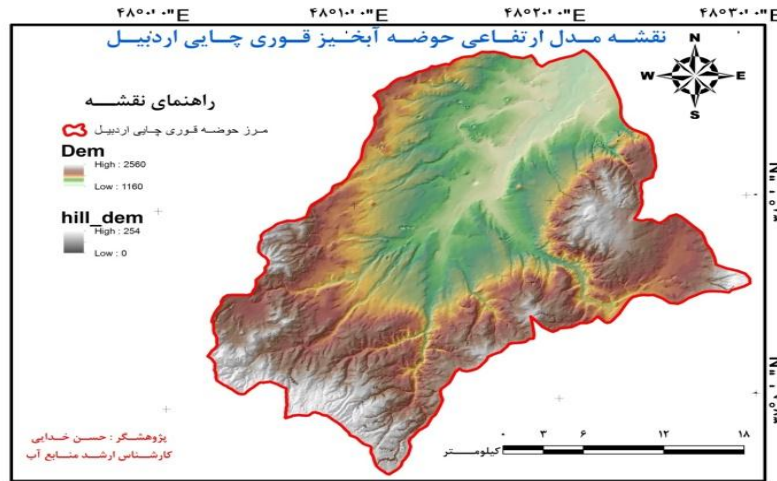 ۴۸°۰'۰"E ۴۸°۱۰'۰"E ۴۸°۲۰'۰"E ۴۸°۳۰'۰"E
نقشه مدل ارتفاعی حوضه آبخیز قوری چایی اردبیل
N
W E
S
راهنمای نقشه
مرز حوضه قوری چایی اردبیل
Dem
High : 2560
Low : 1160
hill_dem
High : 254
Low : 0
پژوهشگر : حسن خدایی
کارشناس ارشد منابع آب
۰ ۳ ۶ ۱۲ ۱۸
کیلومتر